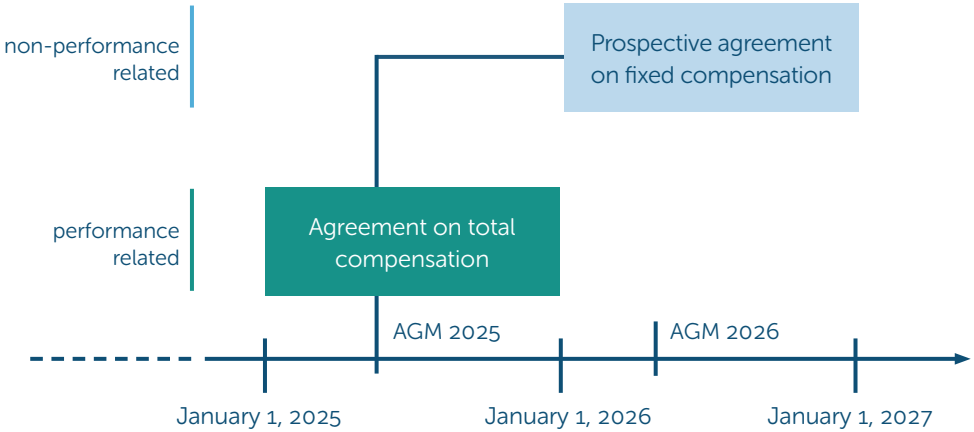 non-performance
related
Prospective agreement
on fixed compensation
performance
related
Agreement on total
compensation
AGM 2025
AGM 2026
January 1, 2025
January 1, 2026
January 1, 2027